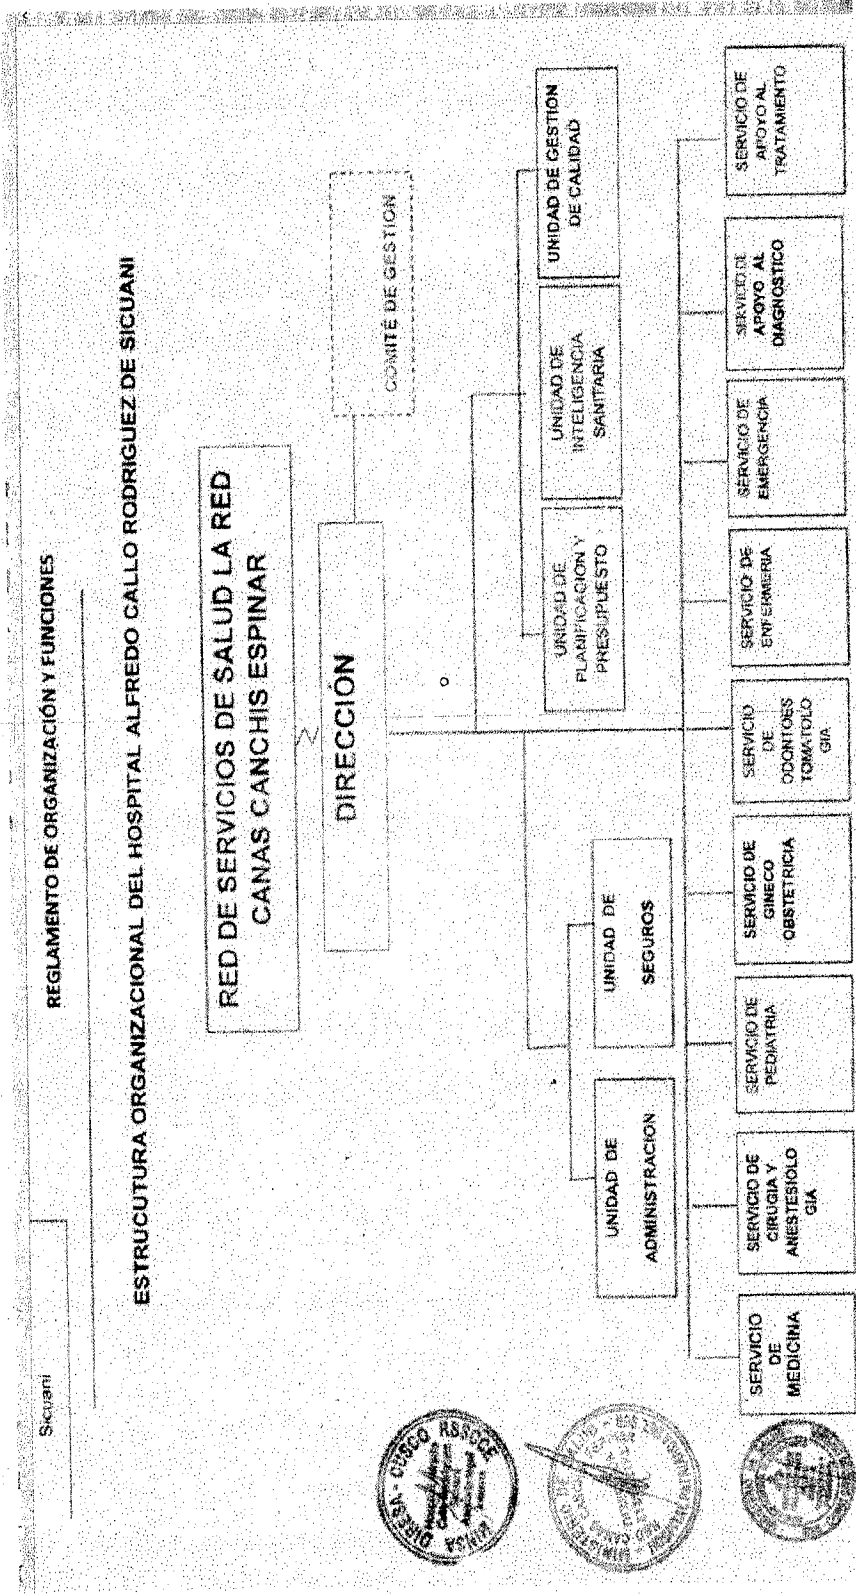 Sicuani
REGLAMENTO DE ORGANIZACIÓN Y FUNCIONES
ESTRUCUTURA ORGANIZACIONAL DEL HOSPITAL ALFREDO CALLO RODRIGUEZ DE SICUANI
RED DE SERVICIOS DE SALUD LA RED
CANAS CANCHIS ESPINAR
DIRECCIÓN
COMITÉ DE GESTION
UNIDAD DE
ADMINISTRACION
UNIDAD DE
SEGUROS
UNIDAD DE
PLANIFICACION Y
PRESUPUESTO
UNIDAD DE
INTELIGENCIA
SANITARIA
UNIDAD DE GESTION
DE CALIDAD
SERVICIO
DE
MEDICINA
SERVICIO DE
CIRUGIA Y
ANESTESIOLO
GIA
SERVICIO DE
PEDIATRIA
SERVICIO DE
GINECO
OBSTETRICIA
SERVICIO
DE
ODONTOES
TOMATOLO
GIA
SERVICIO DE
ENFERMERIA
SERVICIO DE
EMERGENCIA
SERVICIO DE
APOYO AL
DIAGNOSTICO
SERVICIO DE
APOYO AL
TRATAMIENTO
DIRESA - CUSCO RSSCCE
MINSA